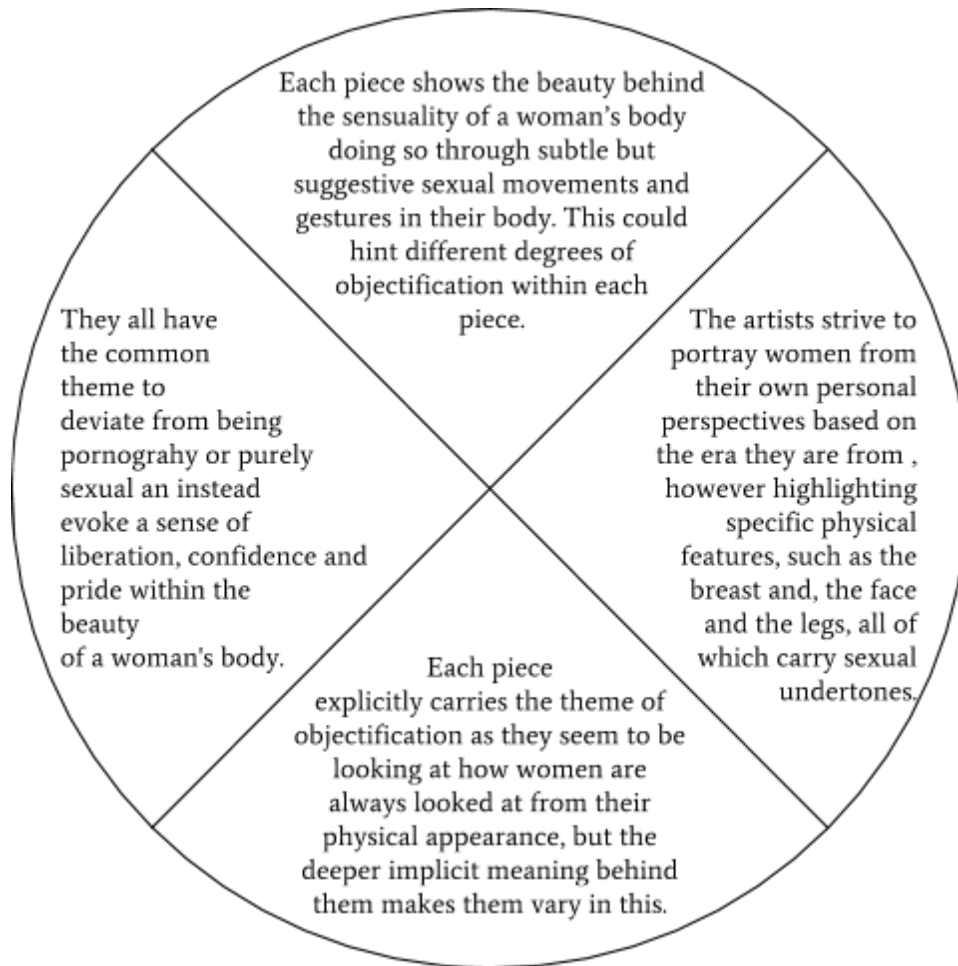 Each piece shows the beauty behind
the sensuality of a woman’s body
doing so through subtle but
suggestive sexual movements and
gestures in their body. This could
hint different degrees of
objectification within each
piece.
They all have
the common
theme to
deviate from being
pornograhy or purely
sexual an instead
evoke a sense of
liberation, confidence and
pride within the
beauty
of a woman's body.
The artists strive to
portray women from
their own personal
perspectives based on
the era they are from ,
however highlighting
specific physical
features, such as the
breast and, the face
and the legs, all of
which carry sexual
undertones.
Each piece
explicitly carries the theme of
objectification as they seem to be
looking at how women are
always looked at from their
physical appearance, but the
deeper implicit meaning behind
them makes them vary in this.